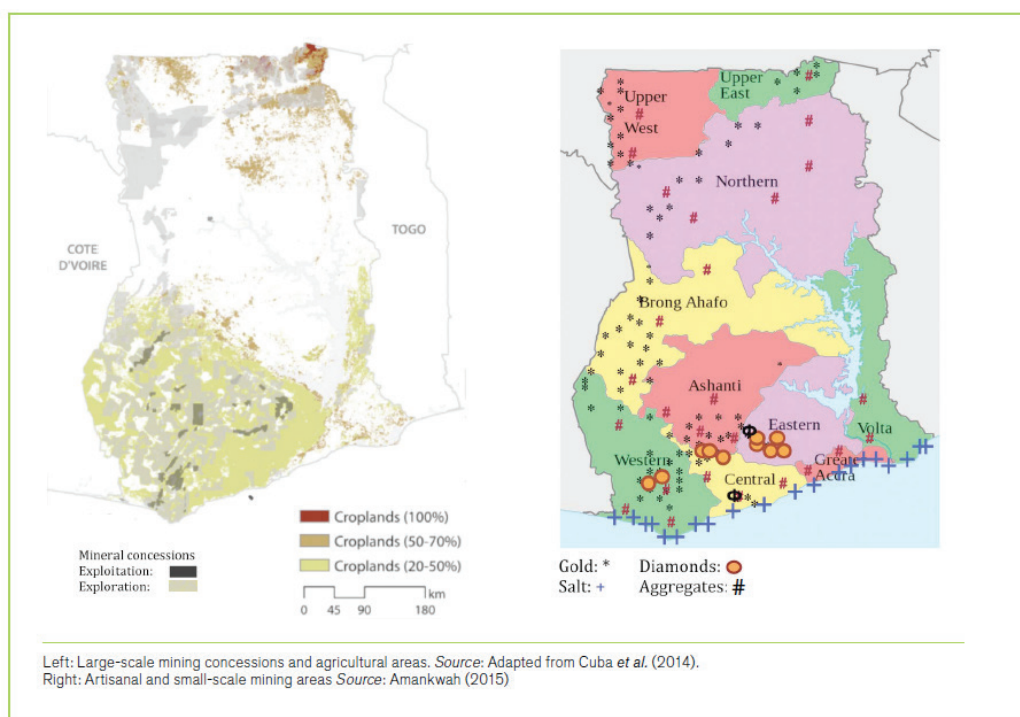 COTE
D'VOIRE
TOGO
Mineral concessions
Exploitation:
Exploration:
Croplands (100%)
Croplands (50-70%)
Croplands (20-50%)
km
0 45 90 180
Upper
East
Upper
West
Northern
Brong Ahafo
Ashanti
Eastern
Volta
Western
Central
Greater
Accra
Gold: * Diamonds:
Salt: + Aggregates: #
Left: Large-scale mining concessions and agricultural areas. Source: Adapted from Cuba et al. (2014).
Right: Artisanal and small-scale mining areas Source: Amankwah (2015)